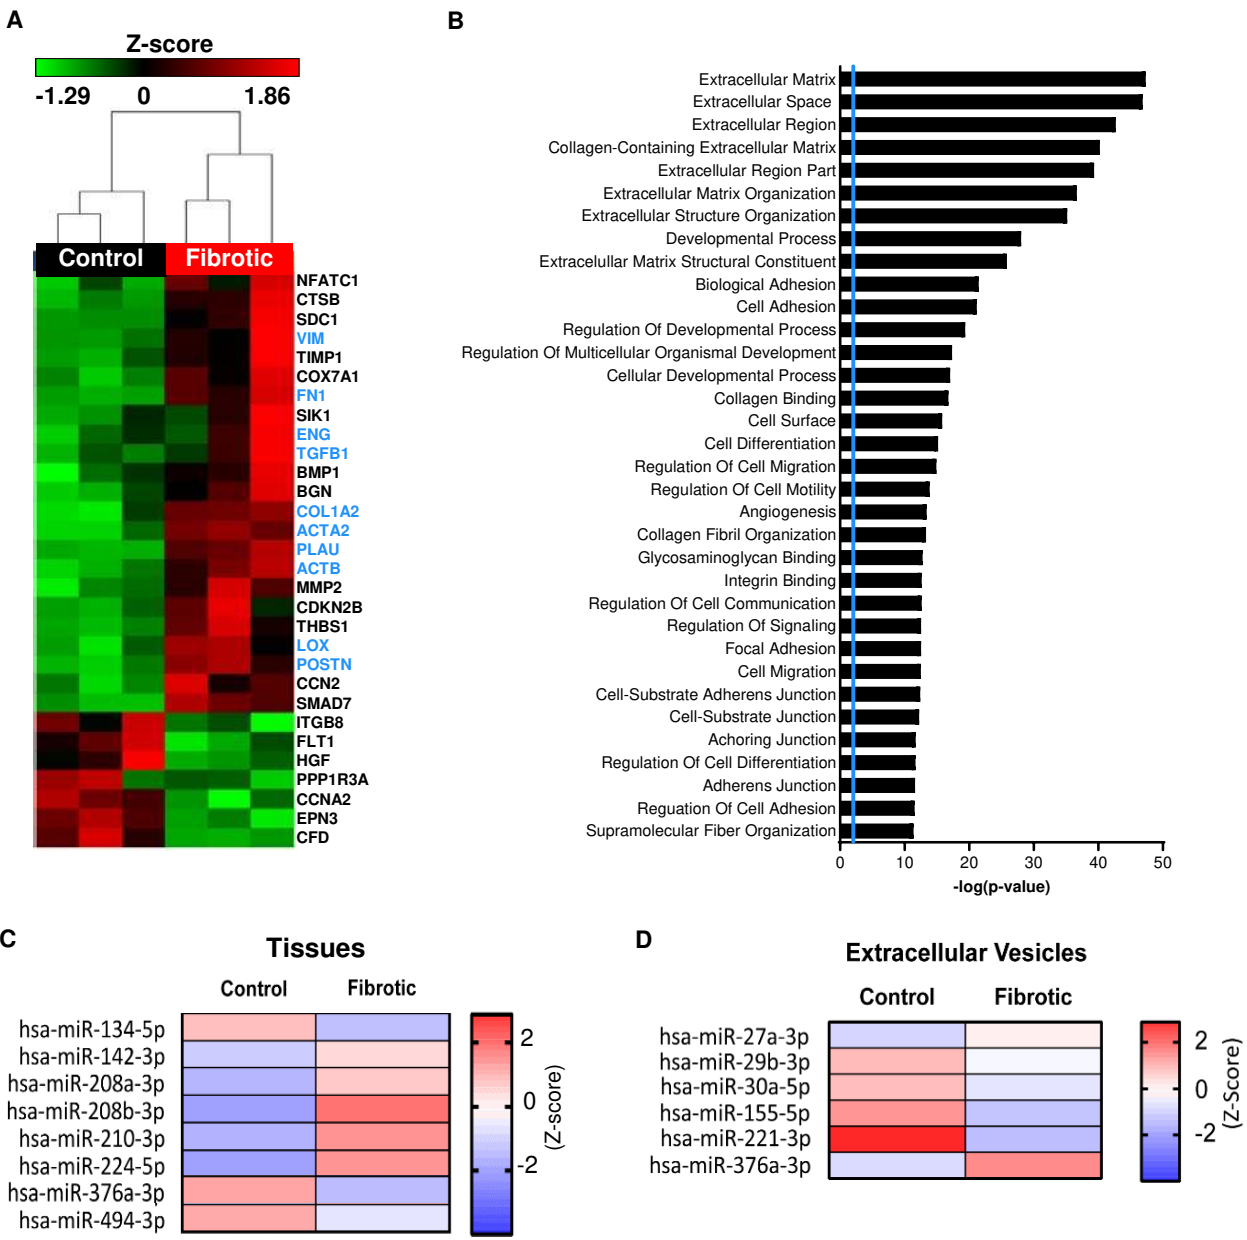 A
Z-score
-1.29 0 1.86
Control Fibrotic
NFATC1
CTSB
SDC1
VIM
TIMP1
COX7A1
FN1
SIK1
ENG
TGFB1
BMP1
BGN
COL1A2
ACTA2
PLAU
ACTB
MMP2
CDKN2B
THBS1
LOX
POSTN
CCN2
SMAD7
ITGB8
FLT1
HGF
PPP1R3A
CCNA2
EPN3
CFD
B
Extracellular Matrix
Extracellular Space
Extracellular Region
Collagen-Containing Extracellular Matrix
Extracellular Region Part
Extracellular Matrix Organization
Extracellular Structure Organization
Developmental Process
Extracelullar Matrix Structural Constituent
Biological Adhesion
Cell Adhesion
Regulation Of Developmental Process
Regulation Of Multicellular Organismal Development
Cellular Developmental Process
Collagen Binding
Cell Surface
Cell Differentiation
Regulation Of Cell Migration
Regulation Of Cell Motility
Angiogenesis
Collagen Fibril Organization
Glycosaminoglycan Binding
Integrin Binding
Regulation Of Cell Communication
Regulation Of Signaling
Focal Adhesion
Cell Migration
Cell-Substrate Adherens Junction
Cell-Substrate Junction
Achoring Junction
Regulation Of Cell Differentiation
Adherens Junction
Reguation Of Cell Adhesion
Supramolecular Fiber Organization
0 10 20 30 40 50
-log(p-value)
C
Tissues
Control Fibrotic
hsa-miR-134-5p
hsa-miR-142-3p
hsa-miR-208a-3p
hsa-miR-208b-3p
hsa-miR-210-3p
hsa-miR-224-5p
hsa-miR-376a-3p
hsa-miR-494-3p
2
0
-2
(Z-score)
D
Extracellular Vesicles
Control Fibrotic
hsa-miR-27a-3p
hsa-miR-29b-3p
hsa-miR-30a-5p
hsa-miR-155-5p
hsa-miR-221-3p
hsa-miR-376a-3p
2
0
-2
(Z-Score)